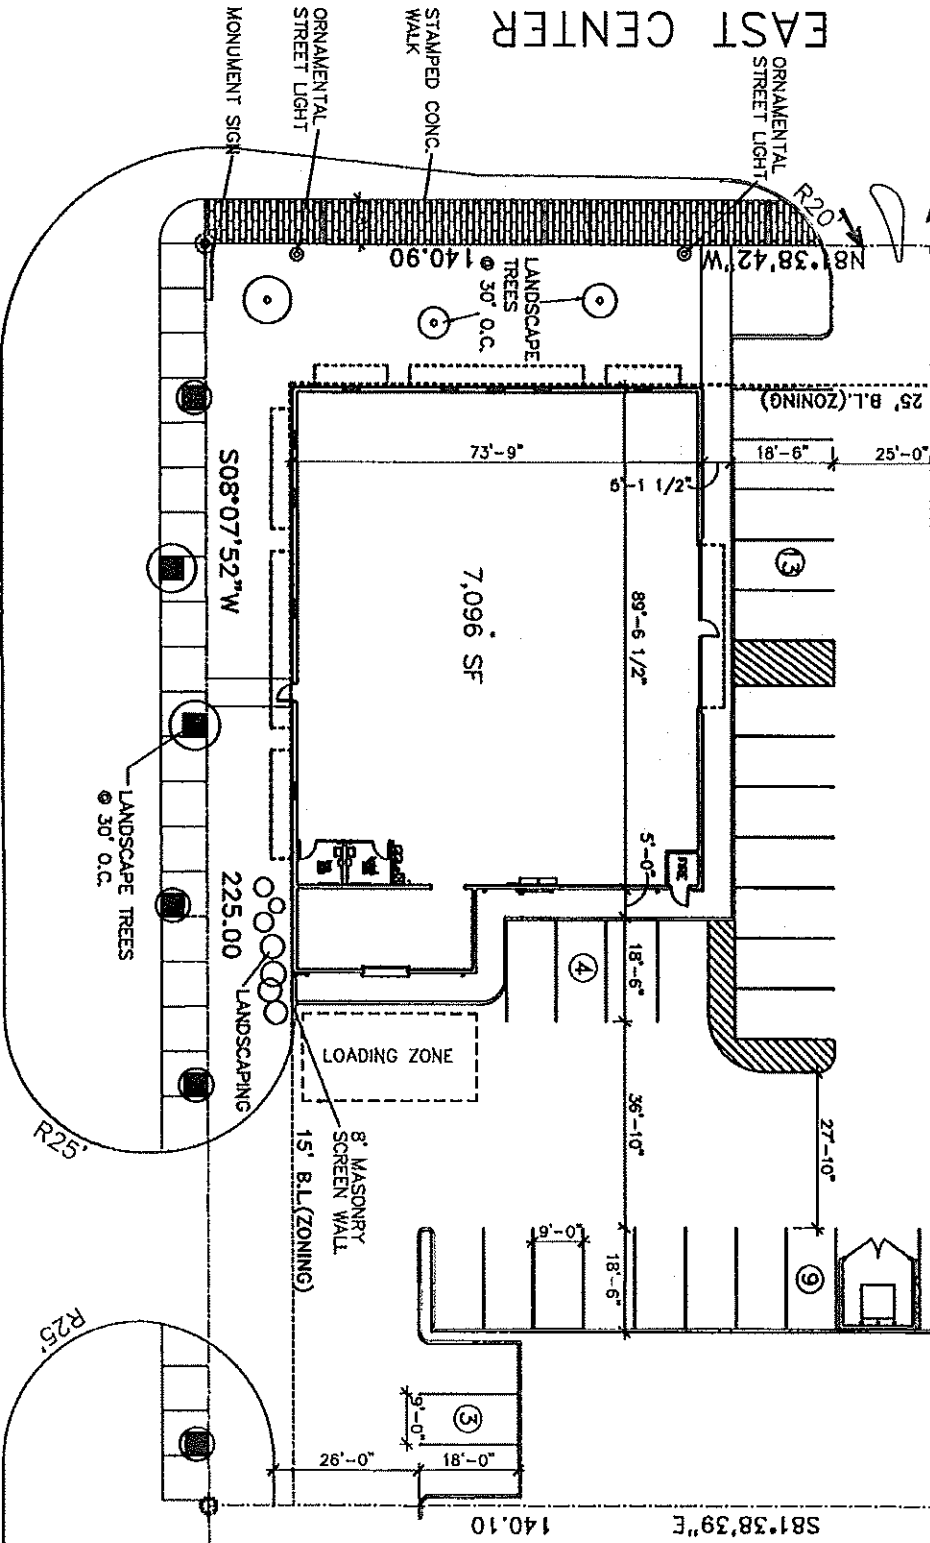 EAST CENTER
ORNAMENTAL
STREET LIGHT
STAMPED CONC.
WALK
ORNAMENTAL
STREET LIGHT
MONUMENT SIGN
R20'
N81°38'42"W
140.90
LANDSCAPE
TREES
@ 30' O.C.
25' B.L.(ZONING)
73'-9"
6'-1 1/2"
18'-6"
25'-0"
13
S08°07'52"W
225.00
7,096 SF
89'-6 1/2"
5'-0"
LANDSCAPE TREES
@ 30' O.C.
LANDSCAPING
4
18'-6"
LOADING ZONE
36'-10"
27'-10"
8' MASONRY
SCREEN WALL
15' B.L.(ZONING)
R25'
9'-0"
18'-6"
9
R25'
3
9'-0"
26'-0"
18'-0"
140.10
S81°38'39"E